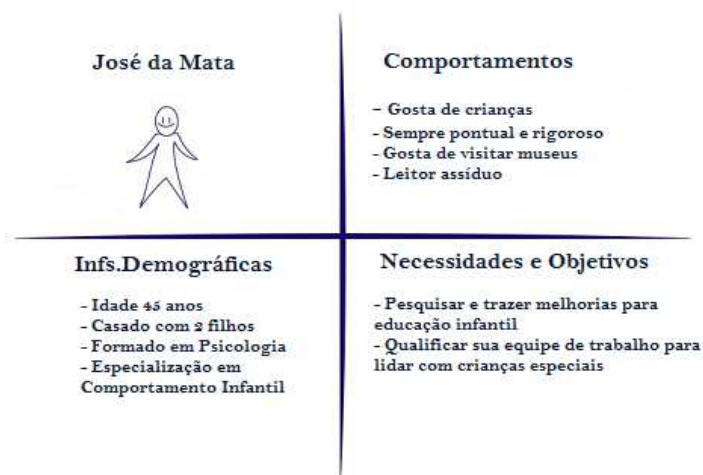 José da Mata
Comportamentos
- Gosta de crianças
- Sempre pontual e rigoroso
- Gosta de visitar museus
- Leitor assíduo
Infs.Demográficas
- Idade 45 anos
- Casado com 2 filhos
- Formado em Psicologia
- Especialização em
Comportamento Infantil
Necessidades e Objetivos
- Pesquisar e trazer melhorias para
educação infantil
- Qualificar sua equipe de trabalho para
lidar com crianças especiais